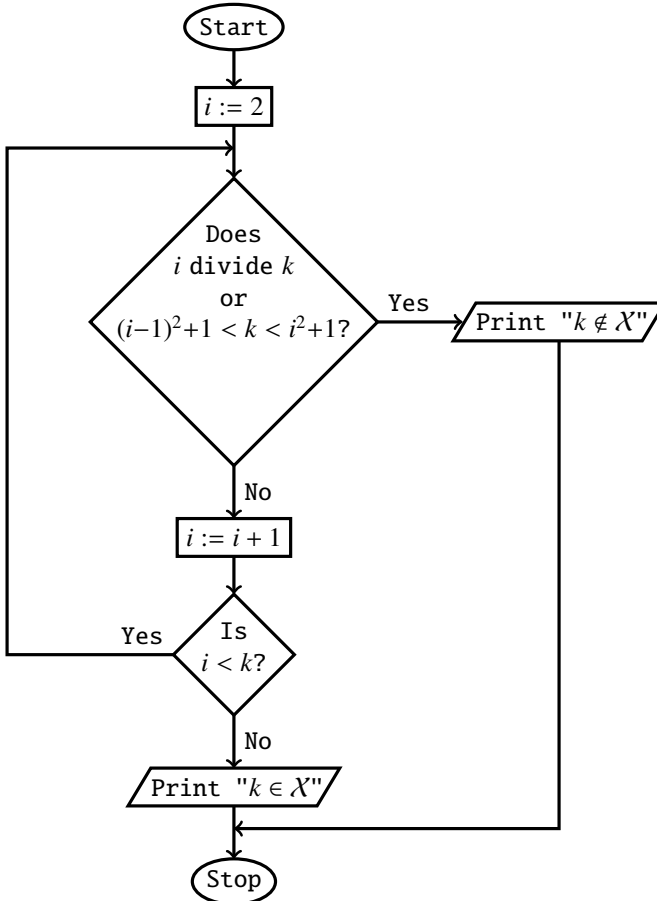 Start
i := 2
Does
i divide k
or
(i−1)²+1 < k < i²+1?
Yes
Print "k ∉ X"
No
i := i + 1
Yes
Is
i < k?
No
Print "k ∈ X"
Stop